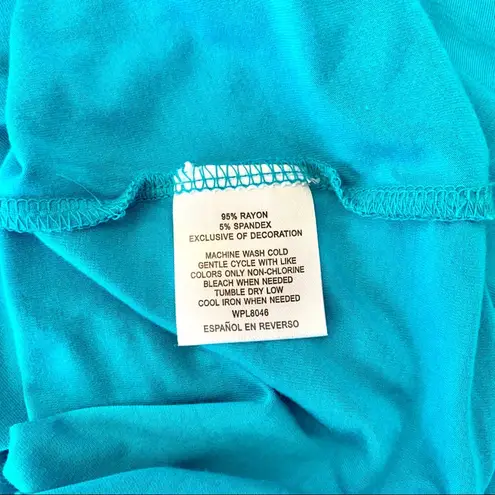 95% RAYON
5% SPANDEX
EXCLUSIVE OF DECORATION
MACHINE WASH COLD
GENTLE CYCLE WITH LIKE
COLORS ONLY NON-CHLORINE
BLEACH WHEN NEEDED
TUMBLE DRY LOW
COOL IRON WHEN NEEDED
WPL8046
ESPAÑOL EN REVERSO